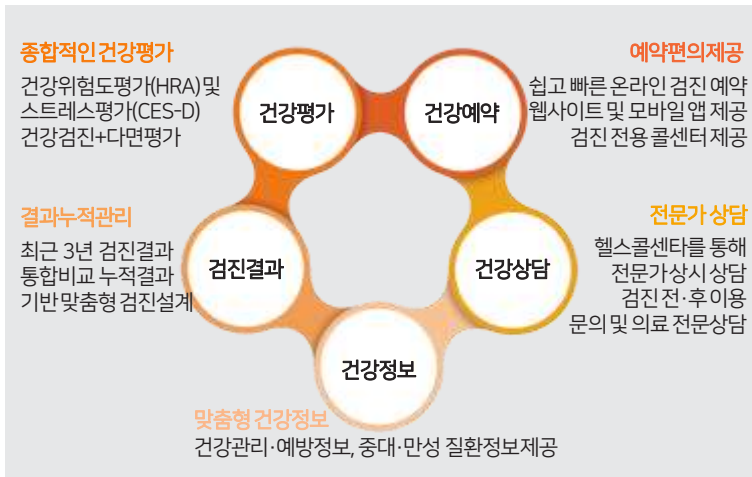 종합적인 건강평가
건강위험도평가(HRA) 및
스트레스평가(CES-D)
건강검진+다면평가
예약편의제공
쉽고 빠른 온라인 검진 예약
웹사이트 및 모바일 앱 제공
검진 전용 콜센터 제공
건강평가
건강예약
결과누적관리
최근 3년 검진결과
통합비교 누적결과
기반 맞춤형 검진설계
검진결과
건강상담
전문가 상담
헬스콜센타를 통해
전문가 상시 상담
검진 전·후 이용
문의 및 의료 전문상담
건강정보
맞춤형 건강정보
건강관리·예방정보, 중대·만성 질환정보제공